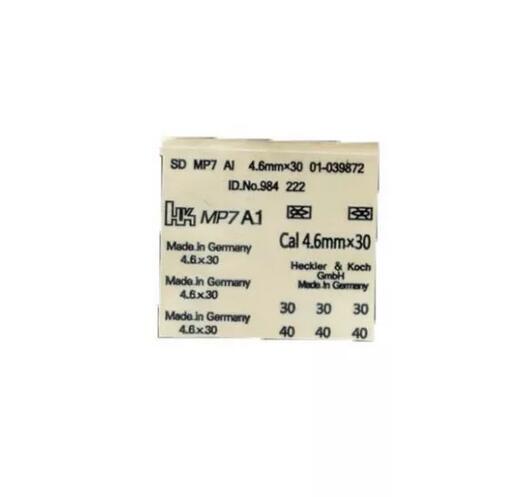 SD MP7 AI 4.6mm×30 01-039872
ID.No.984 222
HK MP7 A1
Cal 4.6mm×30
Made.in Germany
4.6×30
Heckler & Koch
GmbH
Made.in Germany
Made.in Germany
4.6×30
30 30 30
Made.in Germany
4.6×30
40 40 40